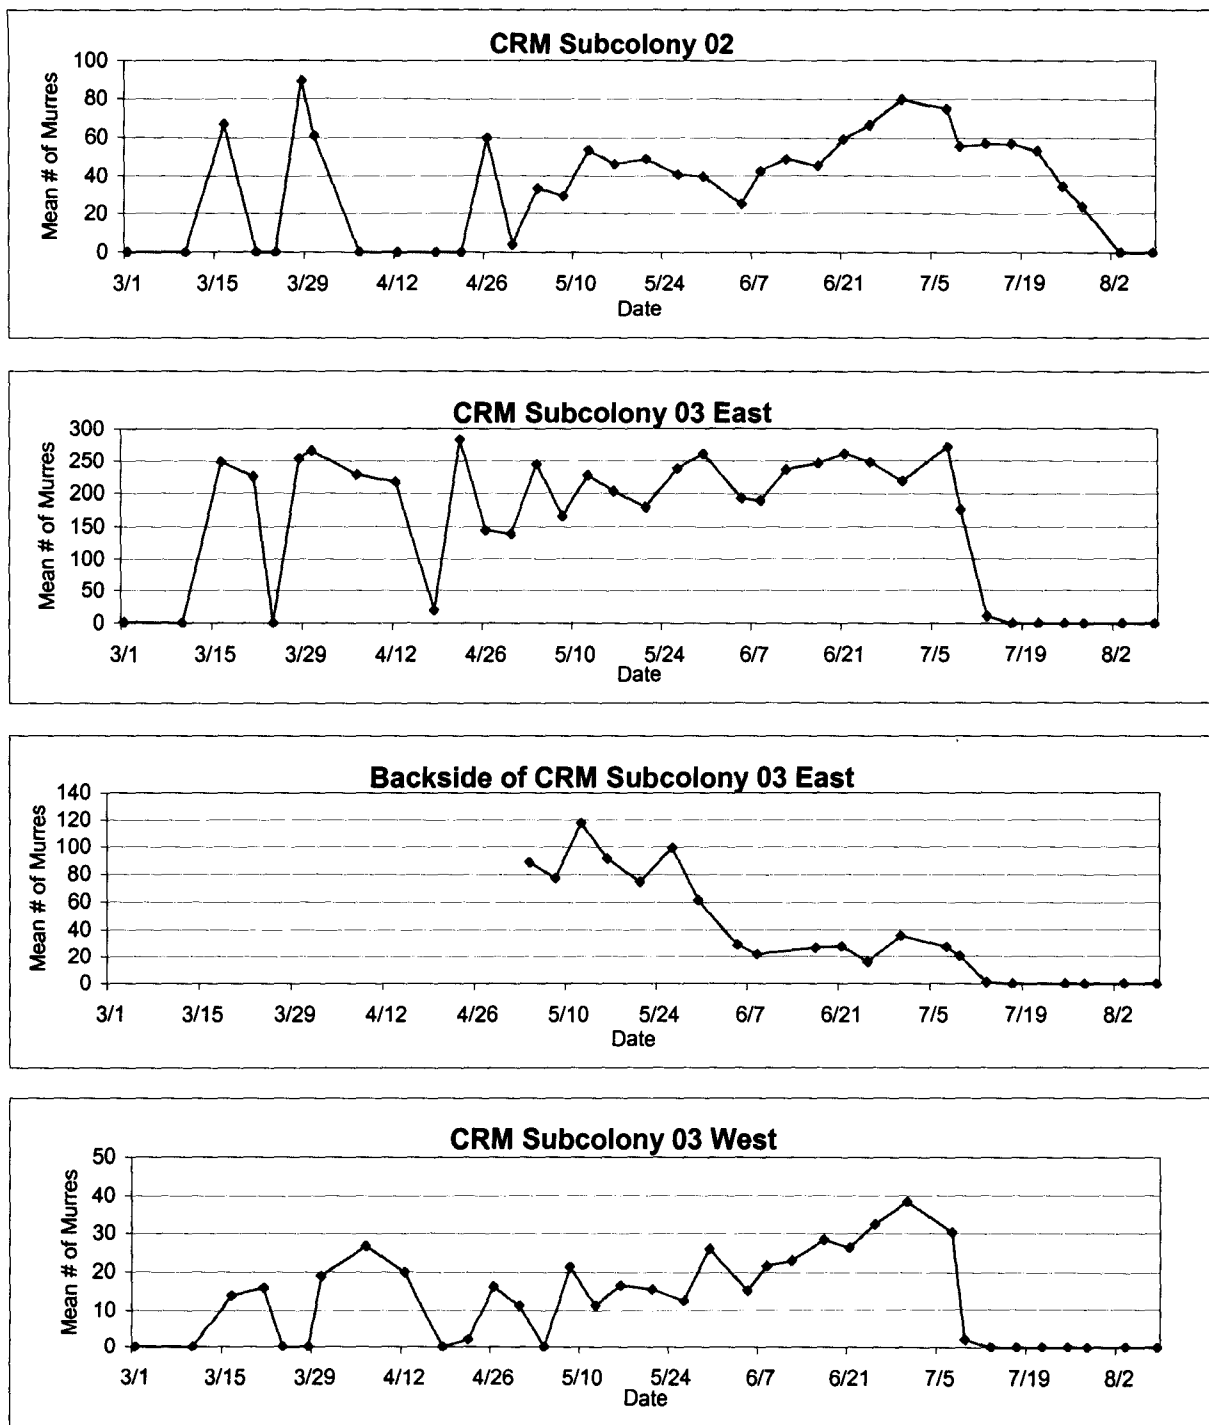 CRM Subcolony 02
Mean # of Murres
100
80
60
40
20
0
3/1 3/15 3/29 4/12 4/26 5/10 5/24 6/7 6/21 7/5 7/19 8/2
Date
CRM Subcolony 03 East
Mean # of Murres
300
250
200
150
100
50
0
3/1 3/15 3/29 4/12 4/26 5/10 5/24 6/7 6/21 7/5 7/19 8/2
Date
Backside of CRM Subcolony 03 East
Mean # of Murres
140
120
100
80
60
40
20
0
3/1 3/15 3/29 4/12 4/26 5/10 5/24 6/7 6/21 7/5 7/19 8/2
Date
CRM Subcolony 03 West
Mean # of Murres
50
40
30
20
10
0
3/1 3/15 3/29 4/12 4/26 5/10 5/24 6/7 6/21 7/5 7/19 8/2
Date